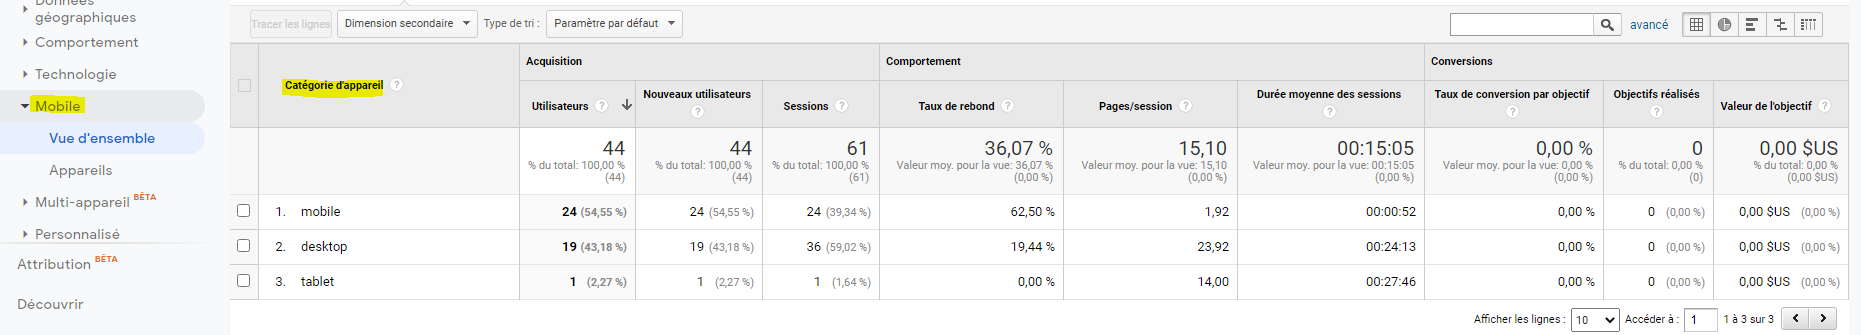 Données
géographiques
Comportement
Technologie
Mobile
Vue d'ensemble
Appareils
Multi-appareil BÊTA
Personnalisé
Attribution BÊTA
Découvrir
Tracer les lignes Dimension secondaire Type de tri : Paramètre par défaut avancé
Acquisition Comportement Conversions
Catégorie d'appareil ? Utilisateurs ? Nouveaux utilisateurs ? Sessions ? Taux de rebond ? Pages/session ? Durée moyenne des sessions ? Taux de conversion par objectif ? Objectifs réalisés ? Valeur de l'objectif ?
44 44 61 36,07 % 15,10 00:15:05 0,00 % 0 0,00 $US
% du total: 100,00 % % du total: 100,00 % % du total: 100,00 % Valeur moy. pour la vue: 36,07 % Valeur moy. pour la vue: 15,10 Valeur moy. pour la vue: 00:15:05 Valeur moy. pour la vue: 0,00 % % du total: 0,00 % % du total: 0,00 %
(44) (44) (61) (0,00 %) (0,00 %) (0,00 %) (0,00 %) (0) (0,00 $US)
1. mobile 24 (54,55 %) 24 (54,55 %) 24 (39,34 %) 62,50 % 1,92 00:00:52 0,00 % 0 (0,00 %) 0,00 $US (0,00 %)
2. desktop 19 (43,18 %) 19 (43,18 %) 36 (59,02 %) 19,44 % 23,92 00:24:13 0,00 % 0 (0,00 %) 0,00 $US (0,00 %)
3. tablet 1 (2,27 %) 1 (2,27 %) 1 (1,64 %) 0,00 % 14,00 00:27:46 0,00 % 0 (0,00 %) 0,00 $US (0,00 %)
Afficher les lignes : 10 Accéder à : 1 1 à 3 sur 3